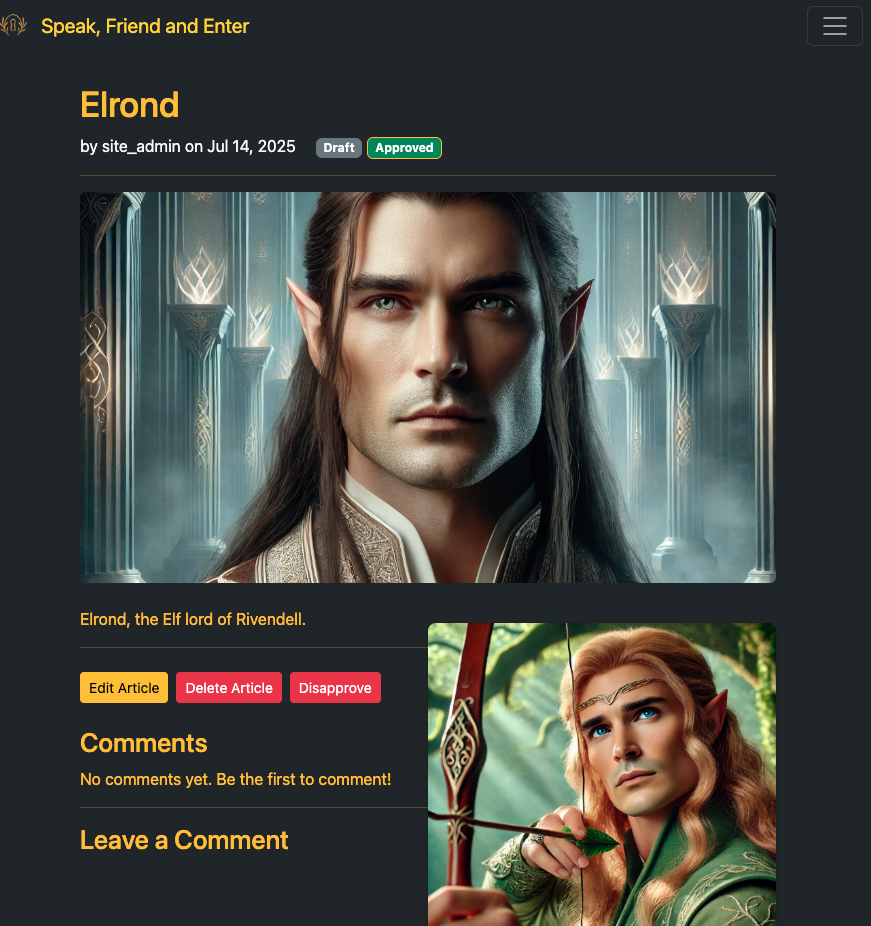 Speak, Friend and Enter
Elrond
by site_admin on Jul 14, 2025 Draft Approved
Elrond, the Elf lord of Rivendell.
Edit Article Delete Article Disapprove
Comments
No comments yet. Be the first to comment!
Leave a Comment